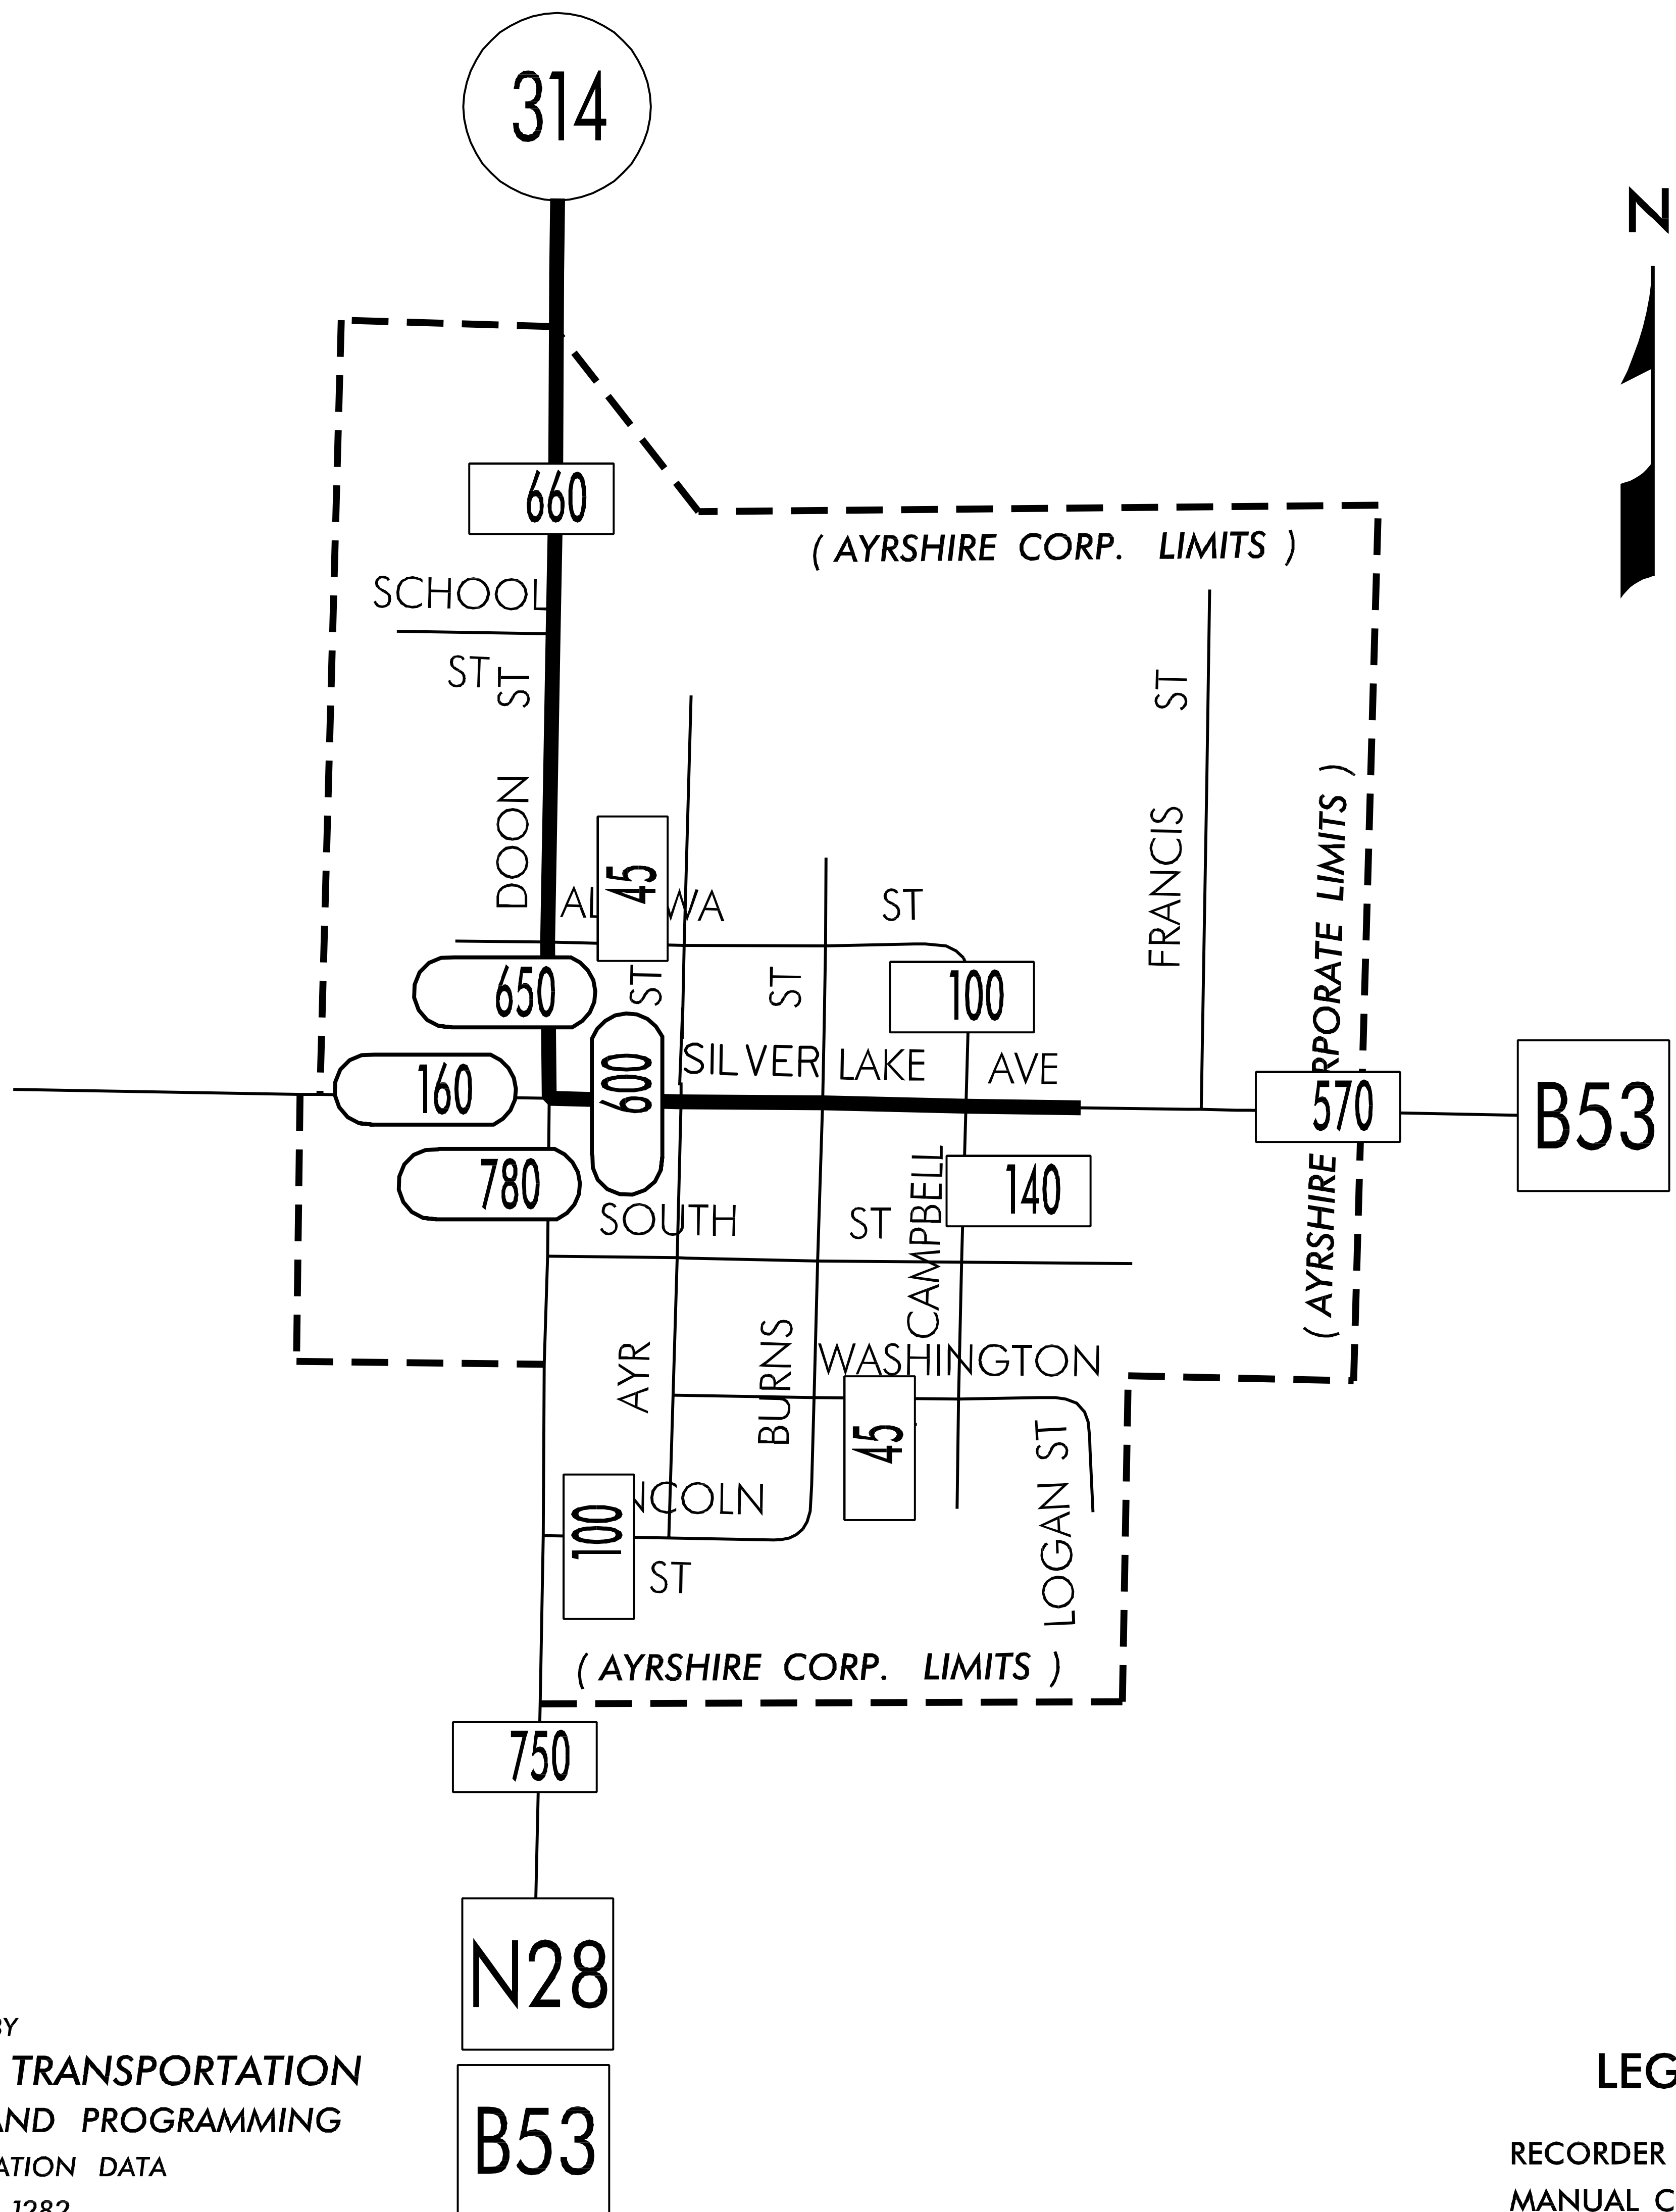 314
N
660
( AYRSHIRE CORP. LIMITS )
SCHOOL
ST
DOON ST
FRANCIS ST
45
ST
650
ST
ST
100
SILVER LAKE AVE
160
600
570
B53
( AYRSHIRE RPORATE LIMITS )
780
140
SOUTH ST
CAMPBELL
AYR
BURNS
WASHINGTON
45
LOGAN ST
100
NCOLN
ST
( AYRSHIRE CORP. LIMITS )
750
N28
B53
BY
TRANSPORTATION
AND PROGRAMMING
ATION DATA
1282
LEG
RECORDER
MANUAL C